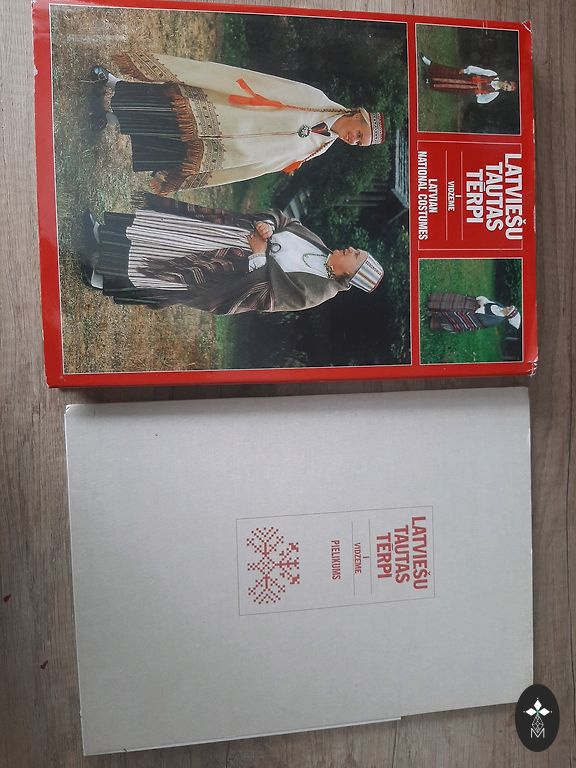 LATVIEŠU
TAUTAS
TĒRPI
I
VIDZEME
LATVIAN
NATIONAL COSTUMES
LATVIEŠU
TAUTAS
TĒRPI
I
VIDZEME
PIELIKUMS
M